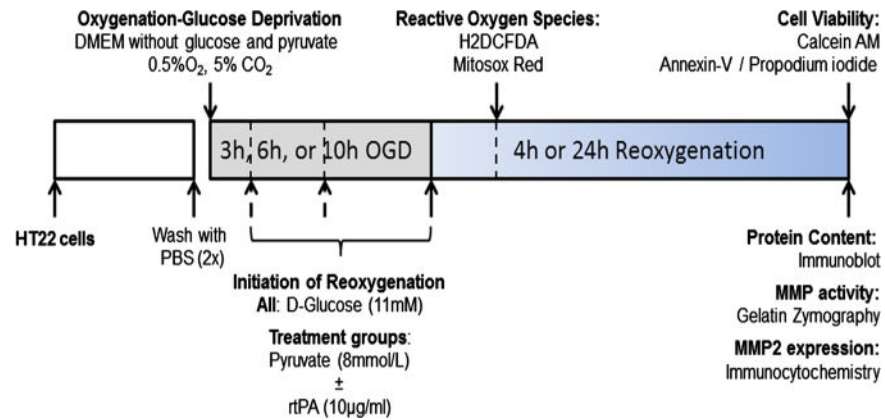 Oxygenation-Glucose Deprivation
DMEM without glucose and pyruvate
0.5%O₂, 5% CO₂
Reactive Oxygen Species:
H2DCFDA
Mitosox Red
Cell Viability:
Calcein AM
Annexin-V / Propodium iodide
3h, 6h, or 10h OGD
4h or 24h Reoxygenation
HT22 cells
Wash with
PBS (2x)
Initiation of Reoxygenation
All: D-Glucose (11mM)
Treatment groups:
Pyruvate (8mmol/L)
±
rtPA (10µg/ml)
Protein Content:
Immunoblot
MMP activity:
Gelatin Zymography
MMP2 expression:
Immunocytochemistry